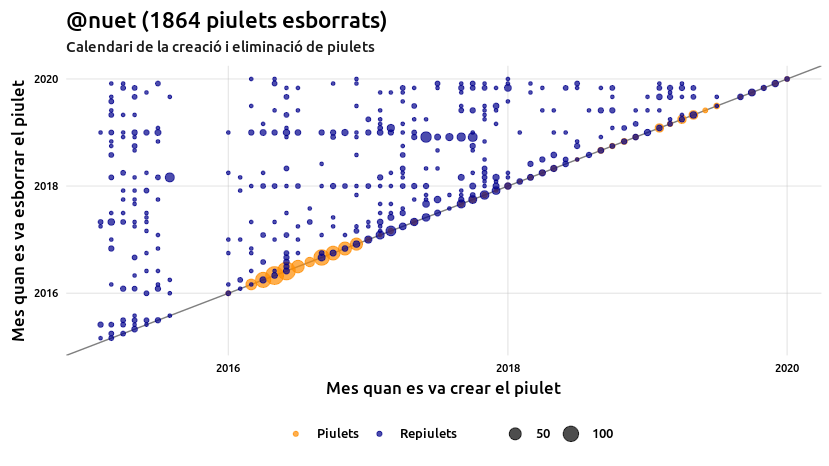 @nuet (1864 piulets esborrats)
Calendari de la creació i eliminació de piulets
Mes quan es va esborrar el piulet
2020
2018
2016
2016
2018
2020
Mes quan es va crear el piulet
Piulets
Repiulets
50
100